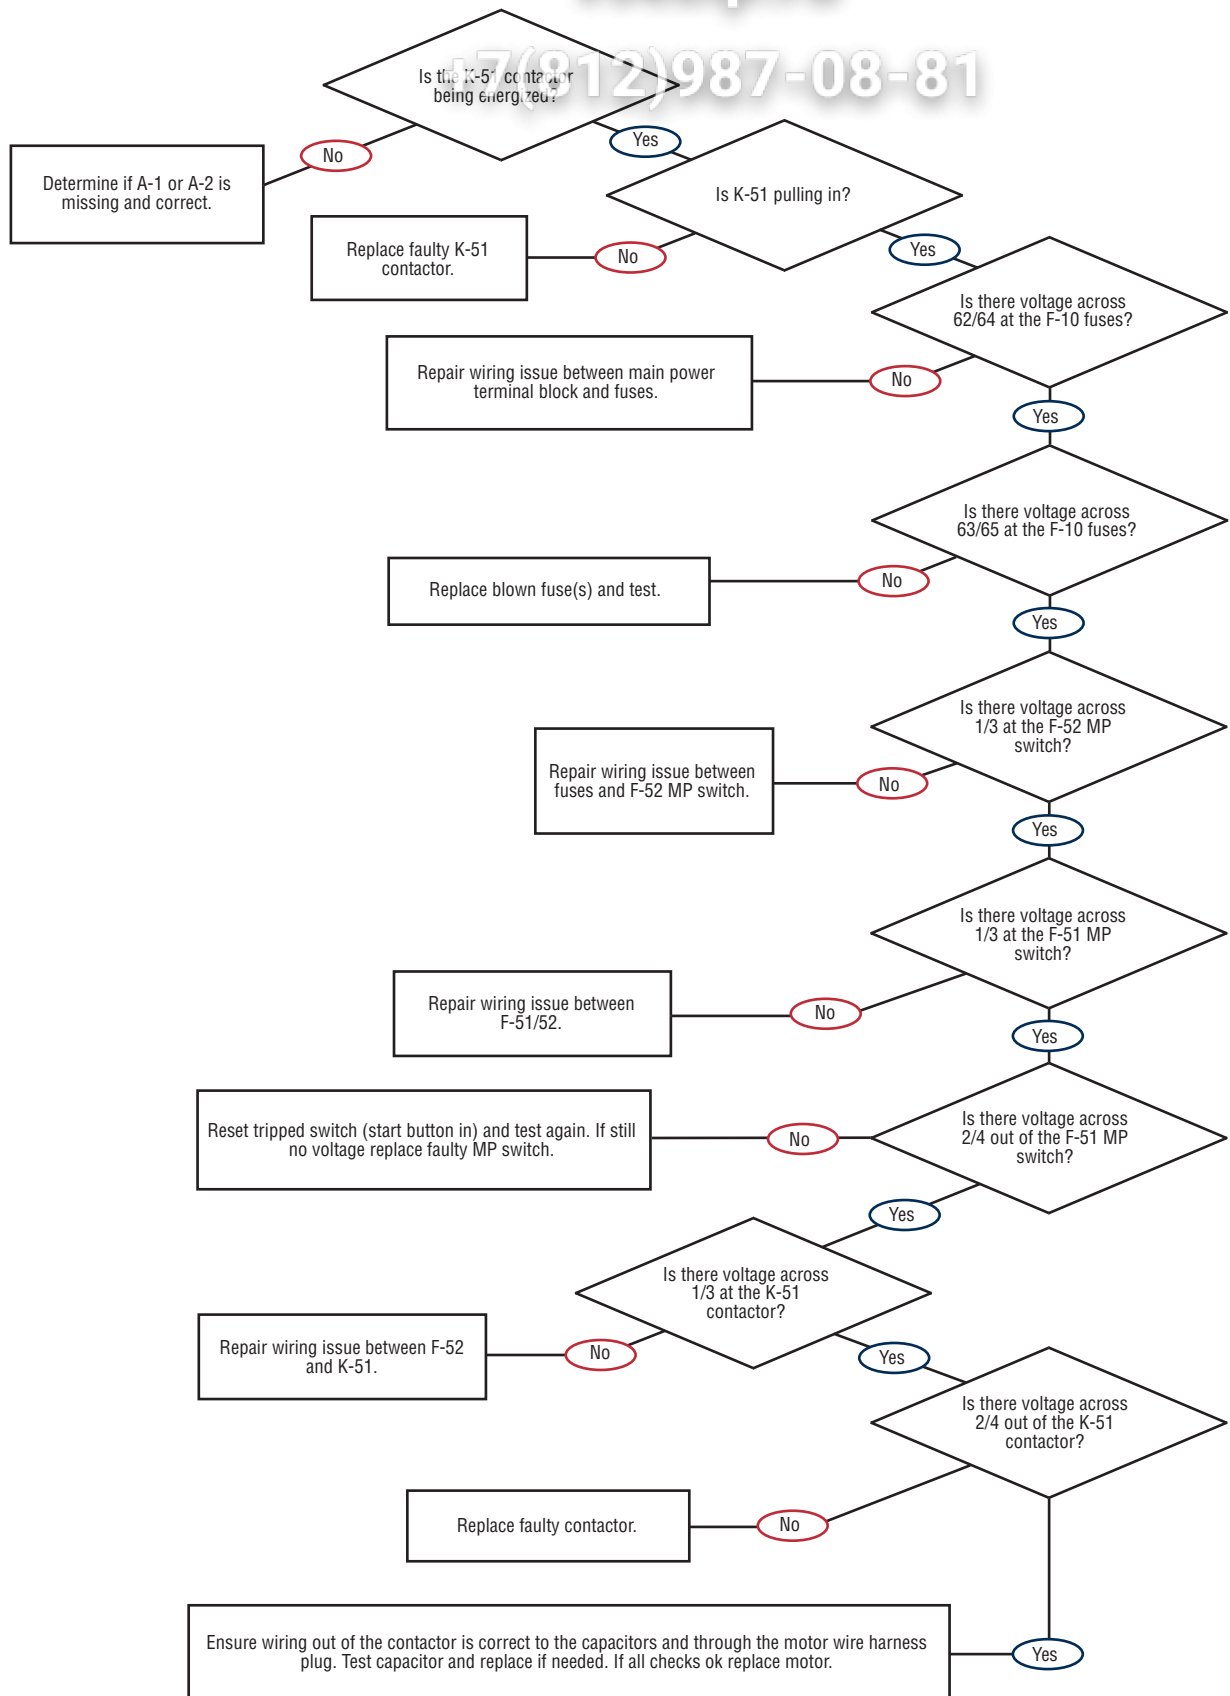 +7(812)987-08-81
Is the K-51 contactor
being energized?
No
Yes
Determine if A-1 or A-2 is
missing and correct.
Is K-51 pulling in?
Replace faulty K-51
contactor.
No
Yes
Is there voltage across
62/64 at the F-10 fuses?
Repair wiring issue between main power
terminal block and fuses.
No
Yes
Is there voltage across
63/65 at the F-10 fuses?
Replace blown fuse(s) and test.
No
Yes
Is there voltage across
1/3 at the F-52 MP
switch?
Repair wiring issue between
fuses and F-52 MP switch.
No
Yes
Is there voltage across
1/3 at the F-51 MP
switch?
Repair wiring issue between
F-51/52.
No
Yes
Is there voltage across
2/4 out of the F-51 MP
switch?
Reset tripped switch (start button in) and test again. If still
no voltage replace faulty MP switch.
No
Yes
Is there voltage across
1/3 at the K-51
contactor?
Repair wiring issue between F-52
and K-51.
No
Yes
Is there voltage across
2/4 out of the K-51
contactor?
Replace faulty contactor.
No
Ensure wiring out of the contactor is correct to the capacitors and through the motor wire harness
plug. Test capacitor and replace if needed. If all checks ok replace motor.
Yes